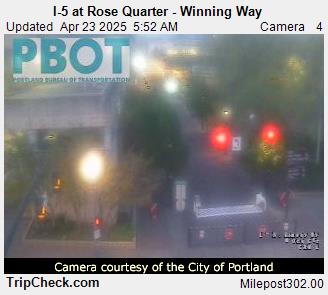 I-5 at Rose Quarter - Winning Way
Updated Apr 23 2025 5:52 AM Camera 4
PBOT
PORTLAND BUREAU OF TRANSPORTATION
Camera courtesy of the City of Portland
TripCheck.com Milepost302.00